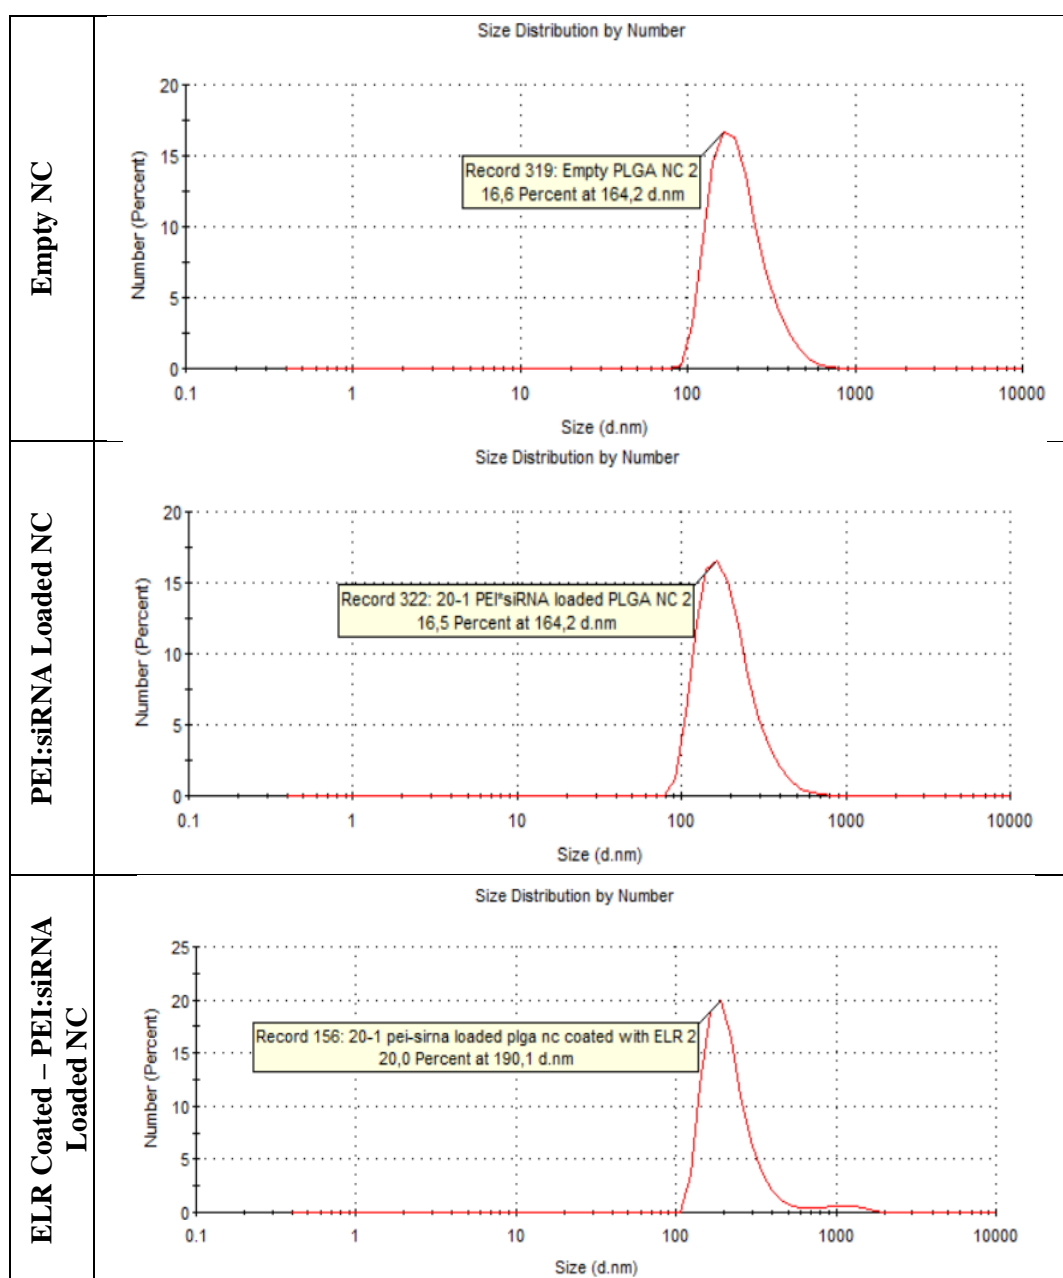 Empty NC
Size Distribution by Number
Number (Percent)
20
15
10
5
0
Record 319: Empty PLGA NC 2
16,6 Percent at 164,2 d.nm
0.1 1 10 100 1000 10000
Size (d.nm)
PEI:siRNA Loaded NC
Size Distribution by Number
Number (Percent)
20
15
10
5
0
Record 322: 20-1 PEI*siRNA loaded PLGA NC 2
16,5 Percent at 164,2 d.nm
0.1 1 10 100 1000 10000
Size (d.nm)
ELR Coated – PEI:siRNA
Loaded NC
Size Distribution by Number
Number (Percent)
25
20
15
10
5
0
Record 156: 20-1 pei-sirna loaded plga nc coated with ELR 2
20,0 Percent at 190,1 d.nm
0.1 1 10 100 1000 10000
Size (d.nm)